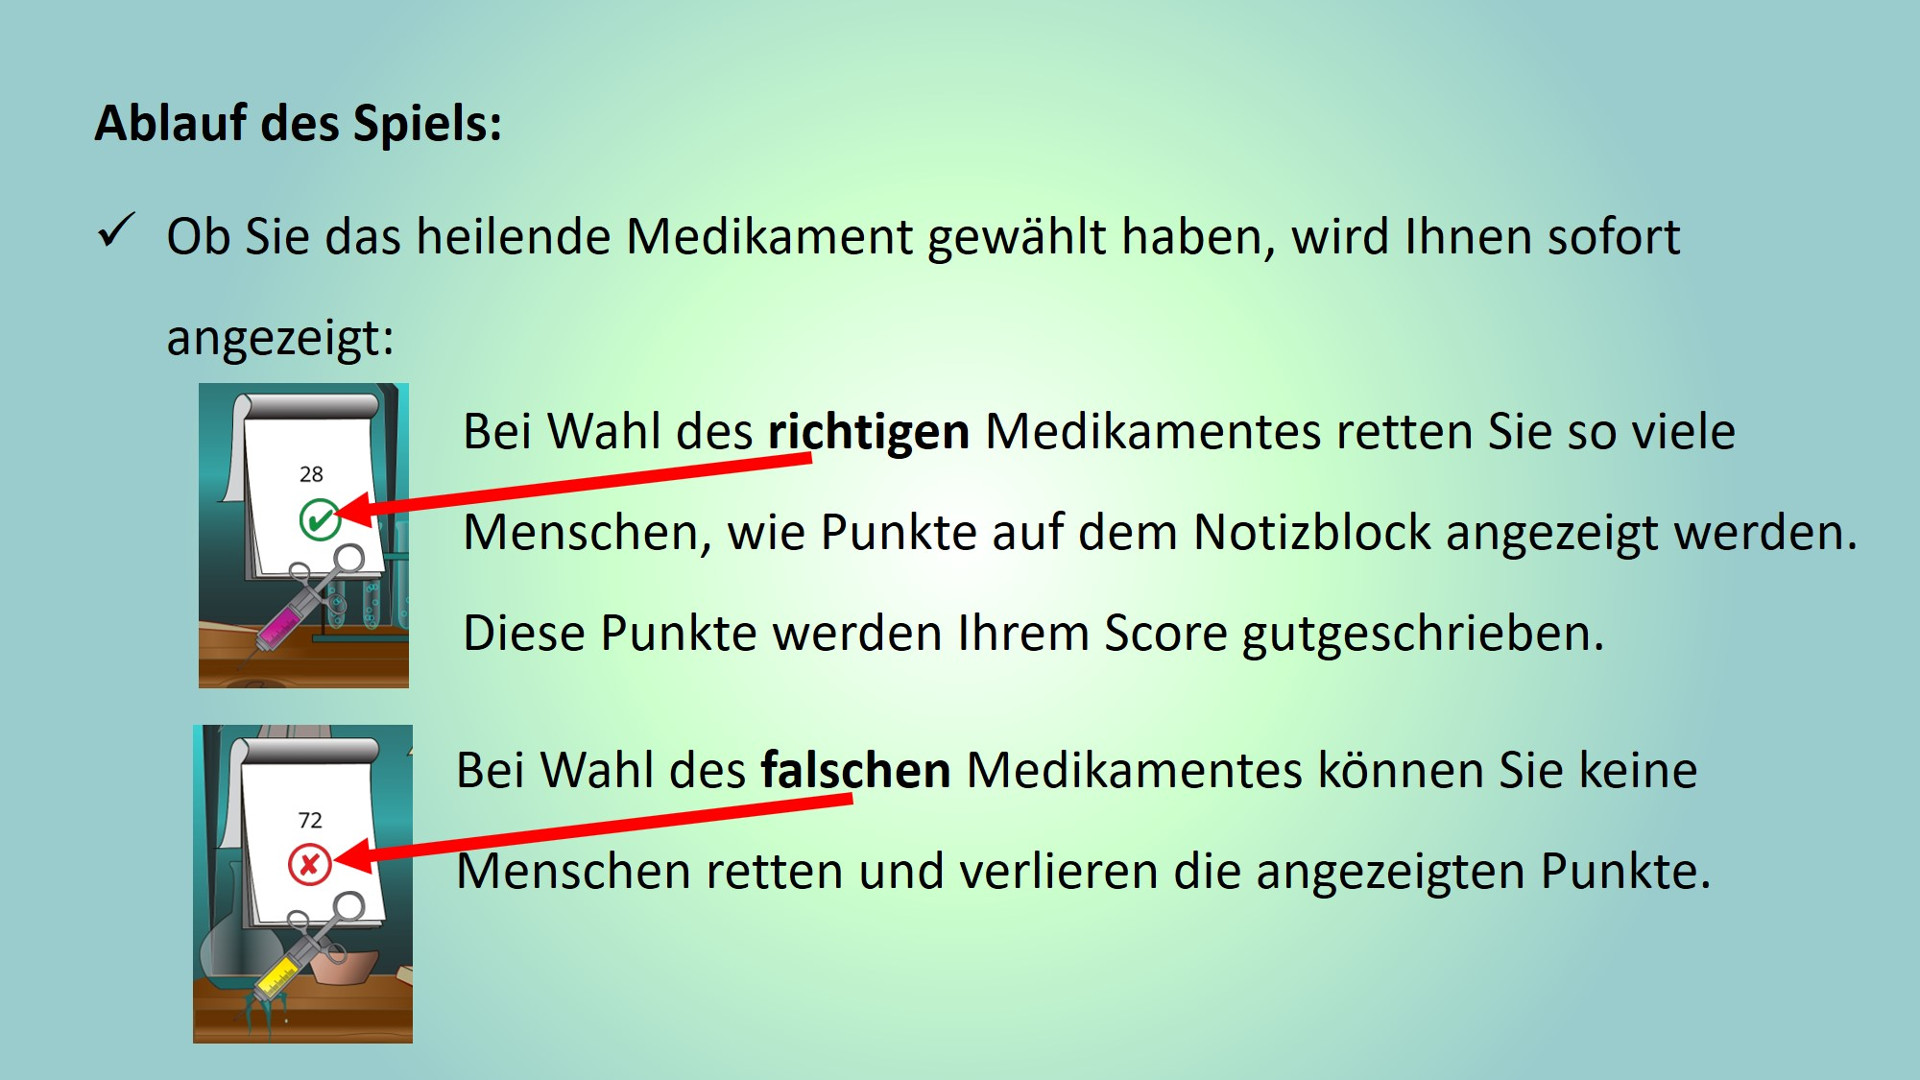 Ablauf des Spiels:
✓ Ob Sie das heilende Medikament gewählt haben, wird Ihnen sofort
angezeigt:
28
Bei Wahl des richtigen Medikamentes retten Sie so viele
Menschen, wie Punkte auf dem Notizblock angezeigt werden.
Diese Punkte werden Ihrem Score gutgeschrieben.
72
Bei Wahl des falschen Medikamentes können Sie keine
Menschen retten und verlieren die angezeigten Punkte.